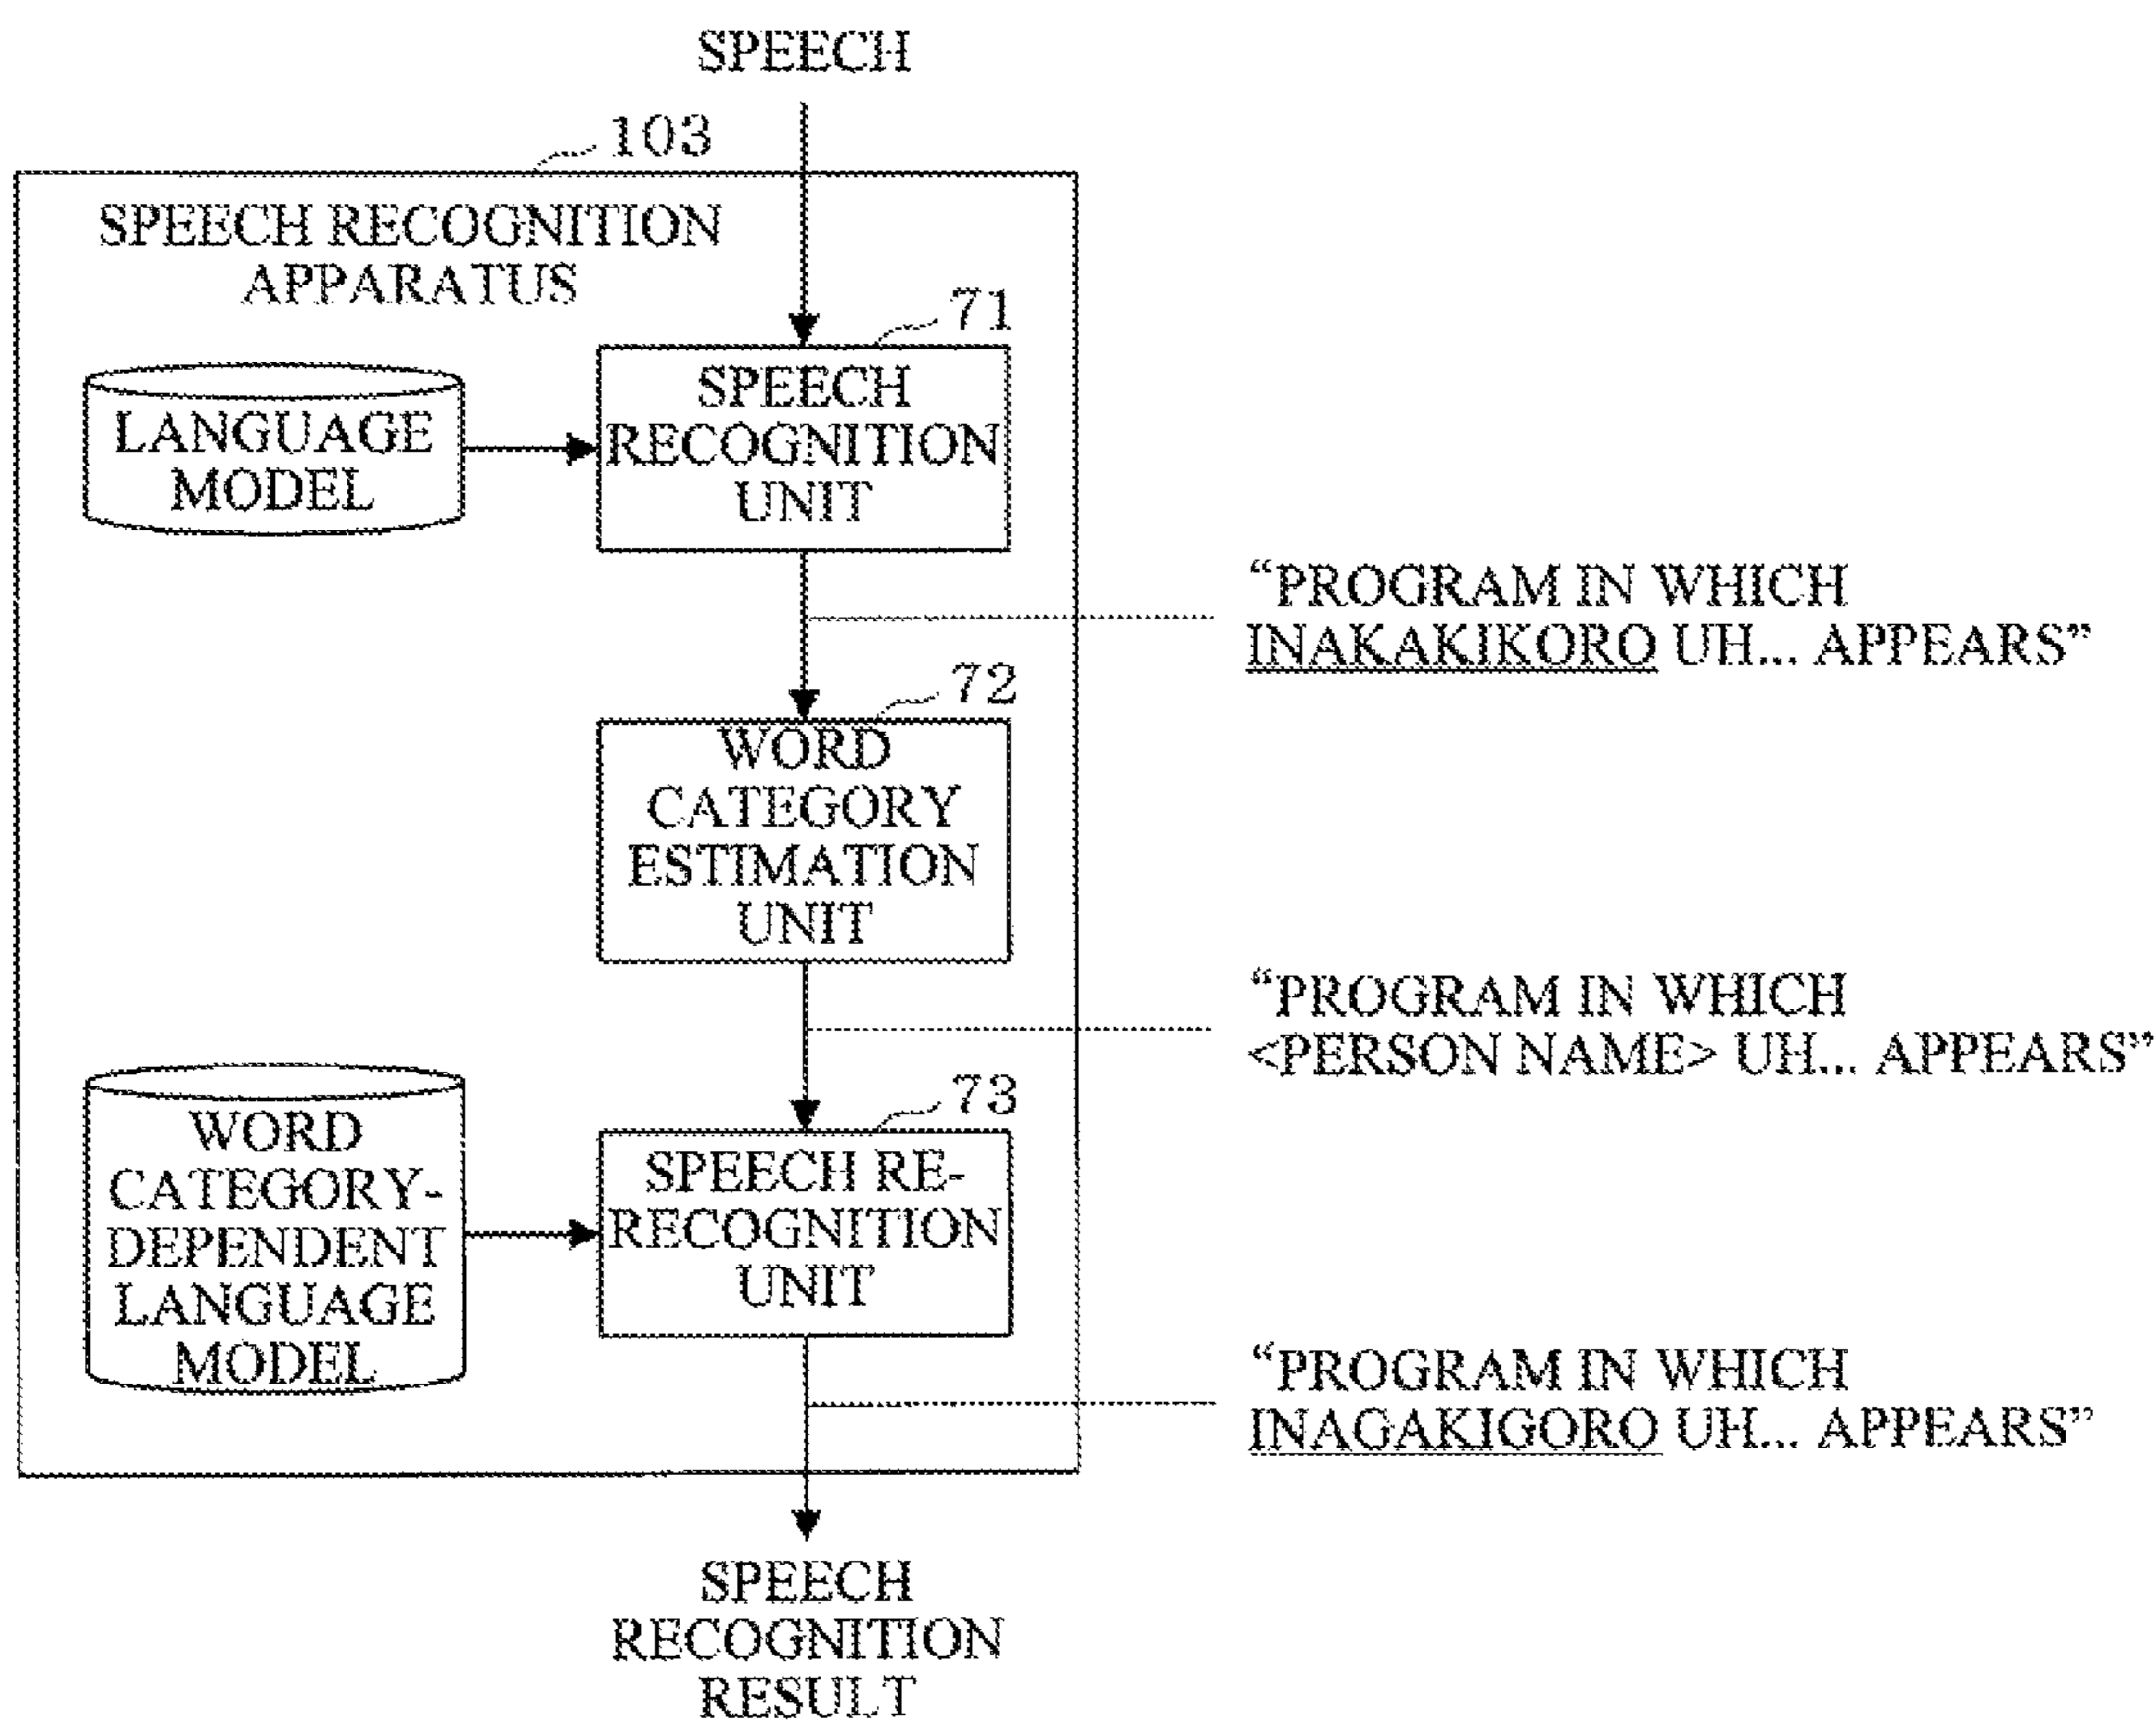 SPEECH
103
SPEECH RECOGNITION
APPARATUS
71
LANGUAGE
MODEL
SPEECH
RECOGNITION
UNIT
“PROGRAM IN WHICH
INAKAKIKORO UH... APPEARS”
72
WORD
CATEGORY
ESTIMATION
UNIT
“PROGRAM IN WHICH
<PERSON NAME> UH... APPEARS”
73
WORD
CATEGORY-
DEPENDENT
LANGUAGE
MODEL
SPEECH RE-
RECOGNITION
UNIT
“PROGRAM IN WHICH
INAGAKIGORO UH... APPEARS”
SPEECH
RECOGNITION
RESULT